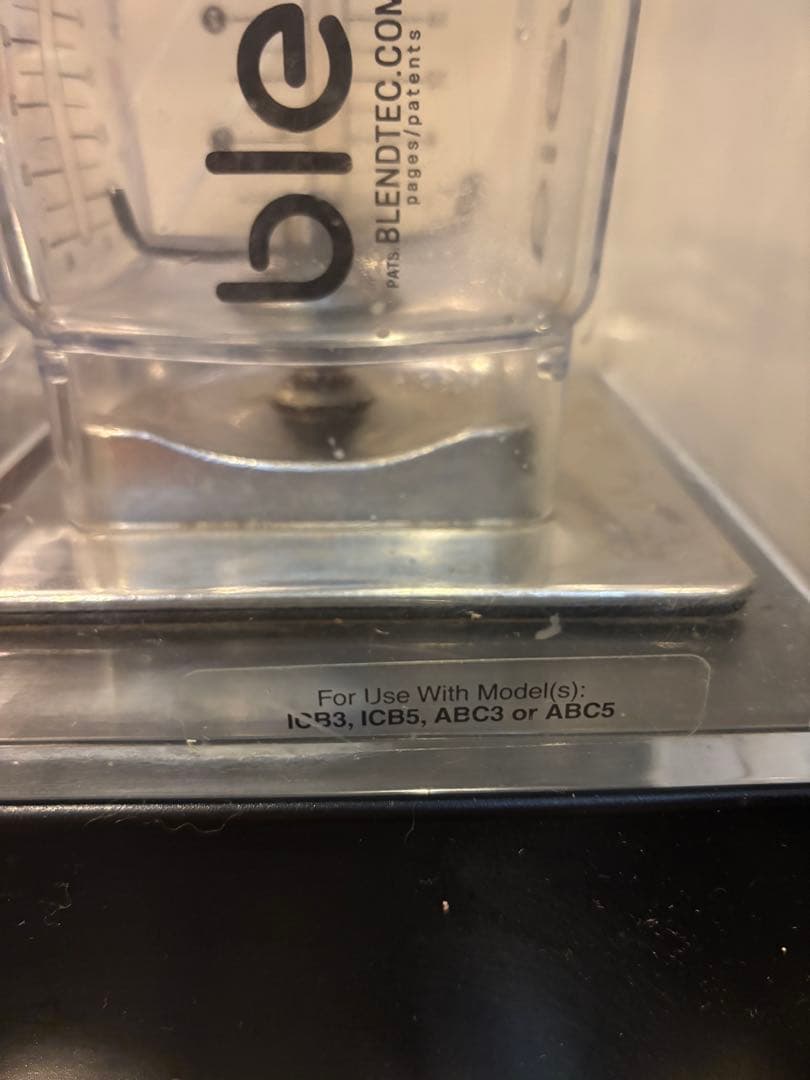 ble
PATS. BLENDTEC.COM
pages/patents
For Use With Model(s):
ICB3, ICB5, ABC3 or ABC5